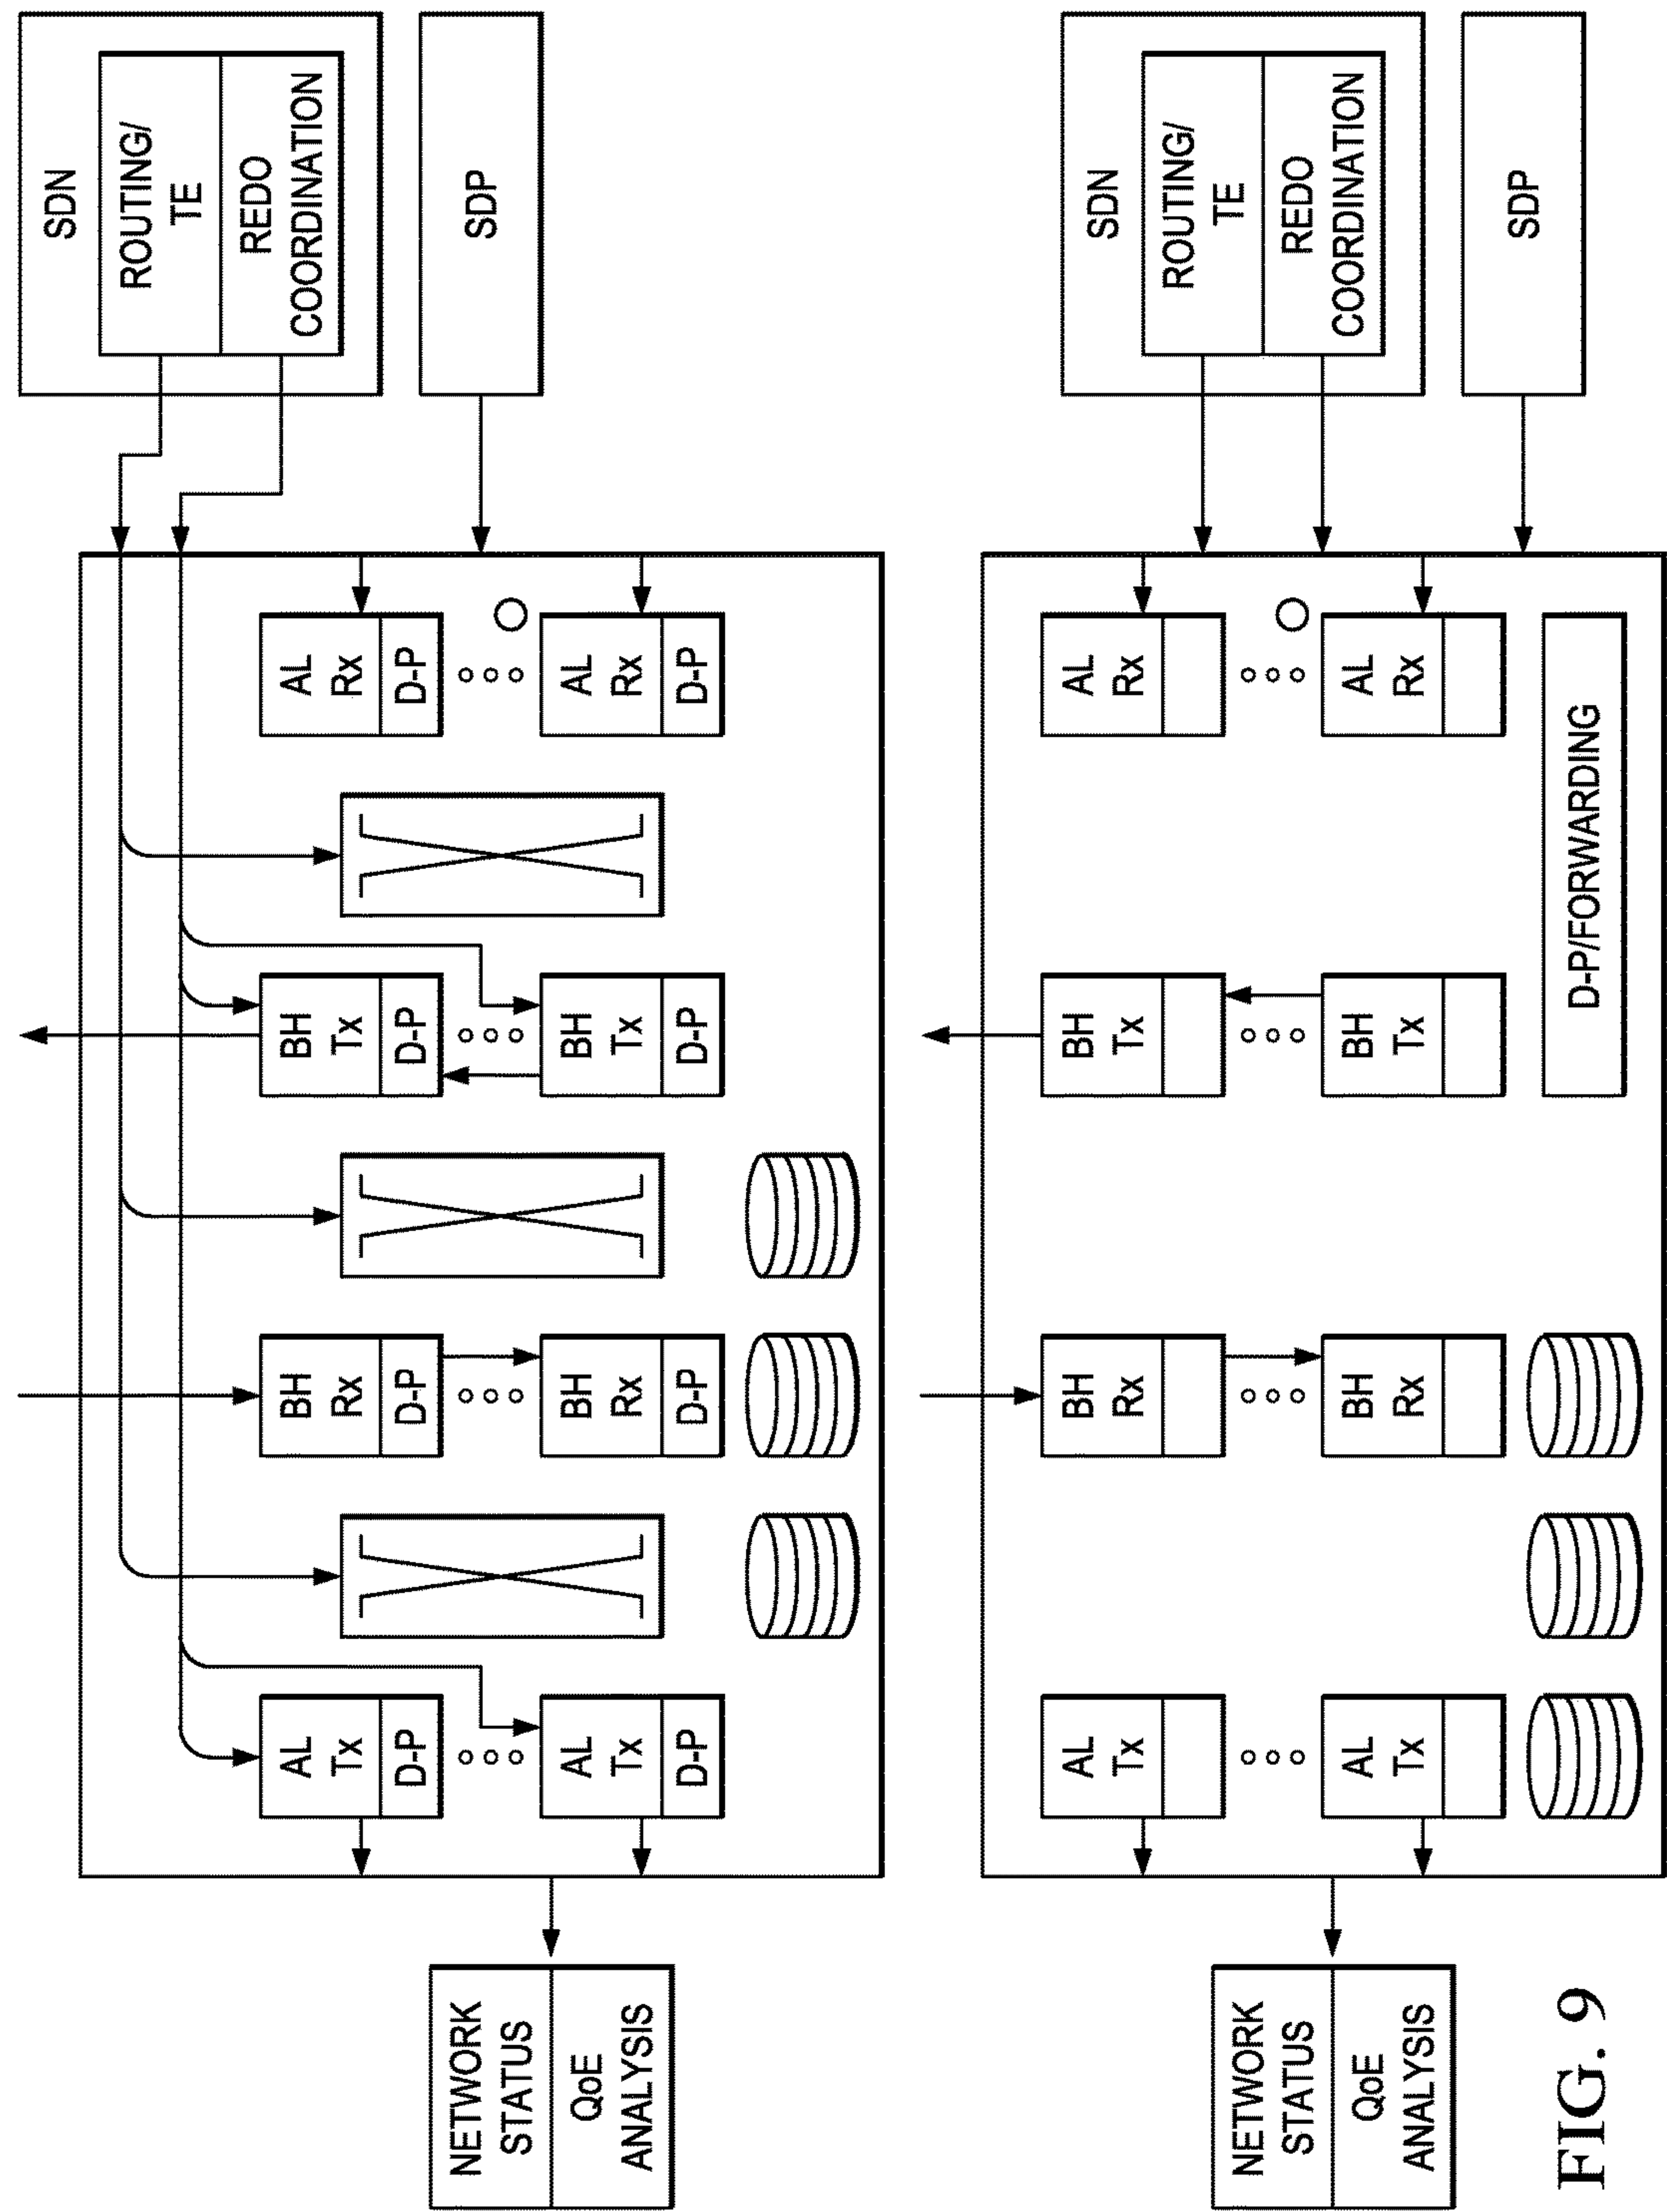 NETWORK
STATUS
QoE
ANALYSIS
AL
Tx
D-P
AL
Tx
D-P
BH
Rx
D-P
BH
Rx
D-P
BH
Tx
D-P
BH
Tx
D-P
AL
Rx
D-P
AL
Rx
D-P
SDN
ROUTING/
TE
REDO
COORDINATION
SDP
NETWORK
STATUS
QoE
ANALYSIS
AL
Tx
AL
Tx
BH
Rx
BH
Rx
BH
Tx
BH
Tx
AL
Rx
AL
Rx
D-P/FORWARDING
SDN
ROUTING/
TE
REDO
COORDINATION
SDP
FIG. 9